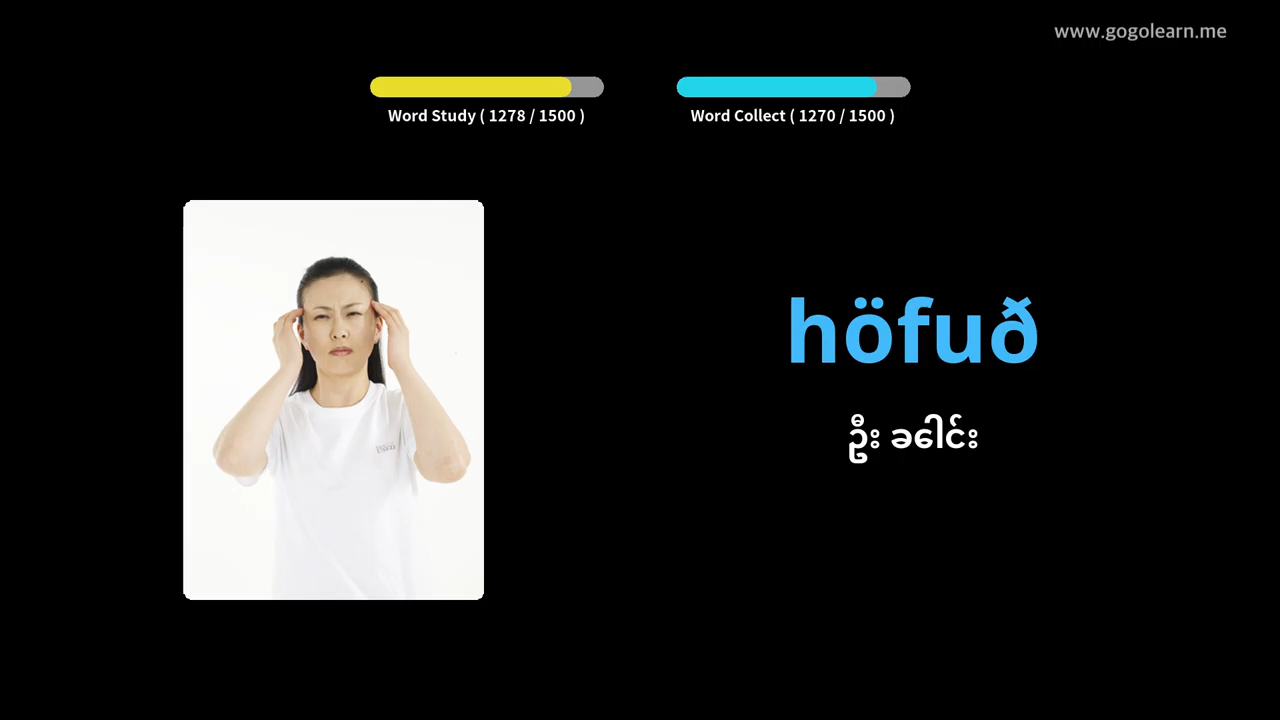 www.gogolearn.me
Word Study ( 1278 / 1500 )
Word Collect ( 1270 / 1500 )
höfuð
ဦး ခေါင်း